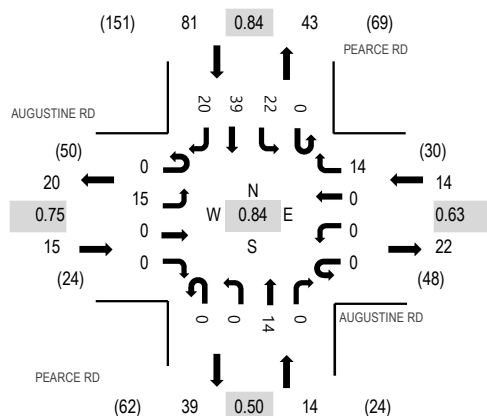 (151) 81 0.84 43 (69)
PEARCE RD
AUGUSTINE RD
20 39 22 0
(50) (30)
0 14
20 14
15 N 0
0.75 W 0.84 E 0.63
0 0
15 S 22
0 0
(24) (48)
0 0 14 0
AUGUSTINE RD
PEARCE RD
(62) 39 0.50 14 (24)